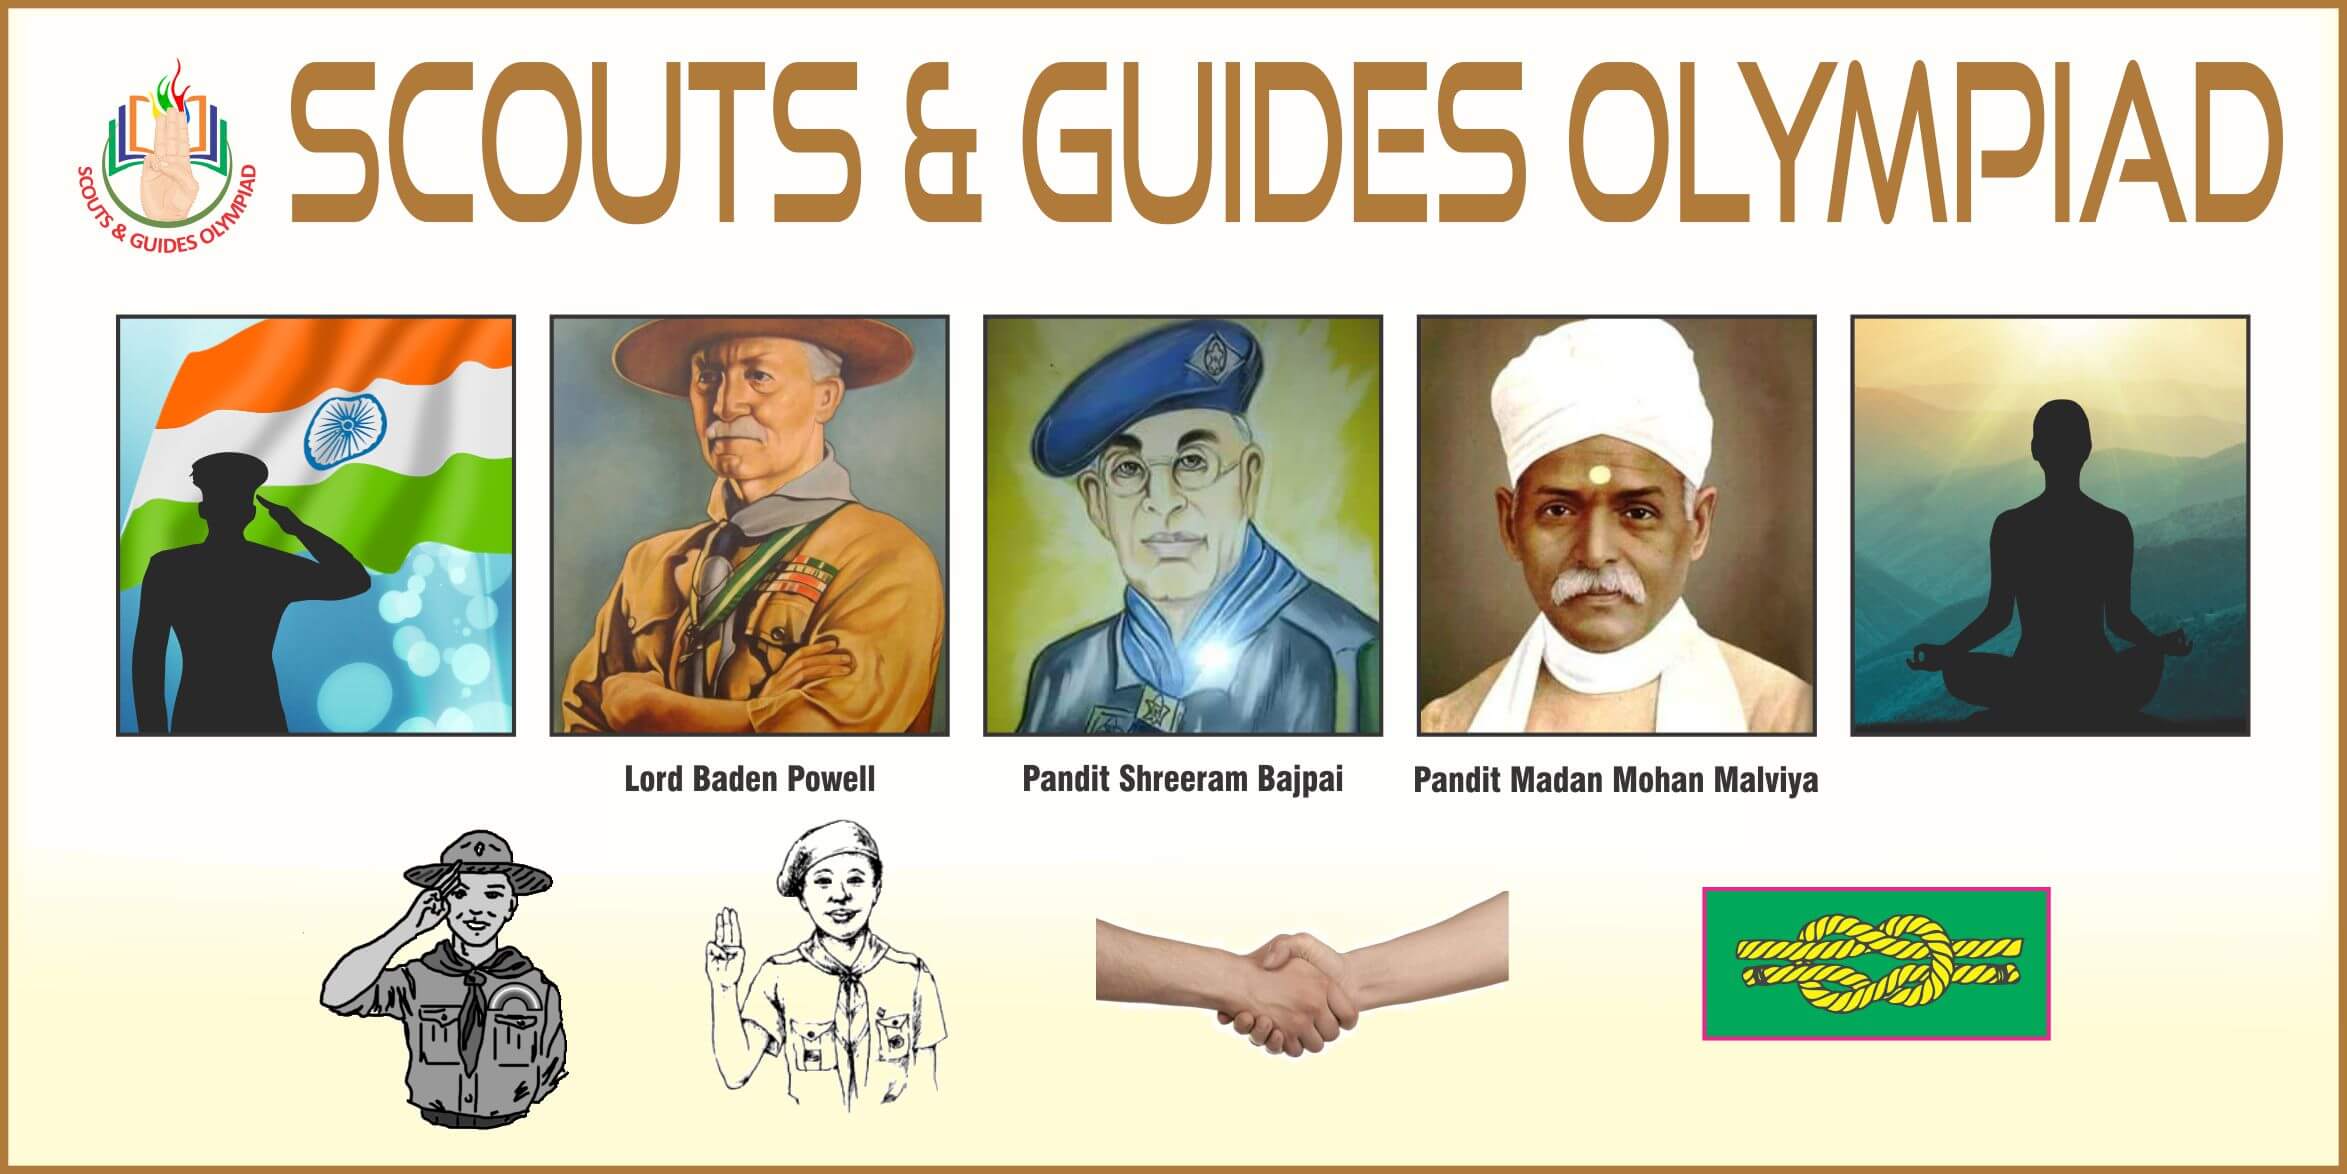 SCOUTS & GUIDES OLYMPIAD
SCOUTS & GUIDES OLYMPIAD
Lord Baden Powell
Pandit Shreeram Bajpai
Pandit Madan Mohan Malviya